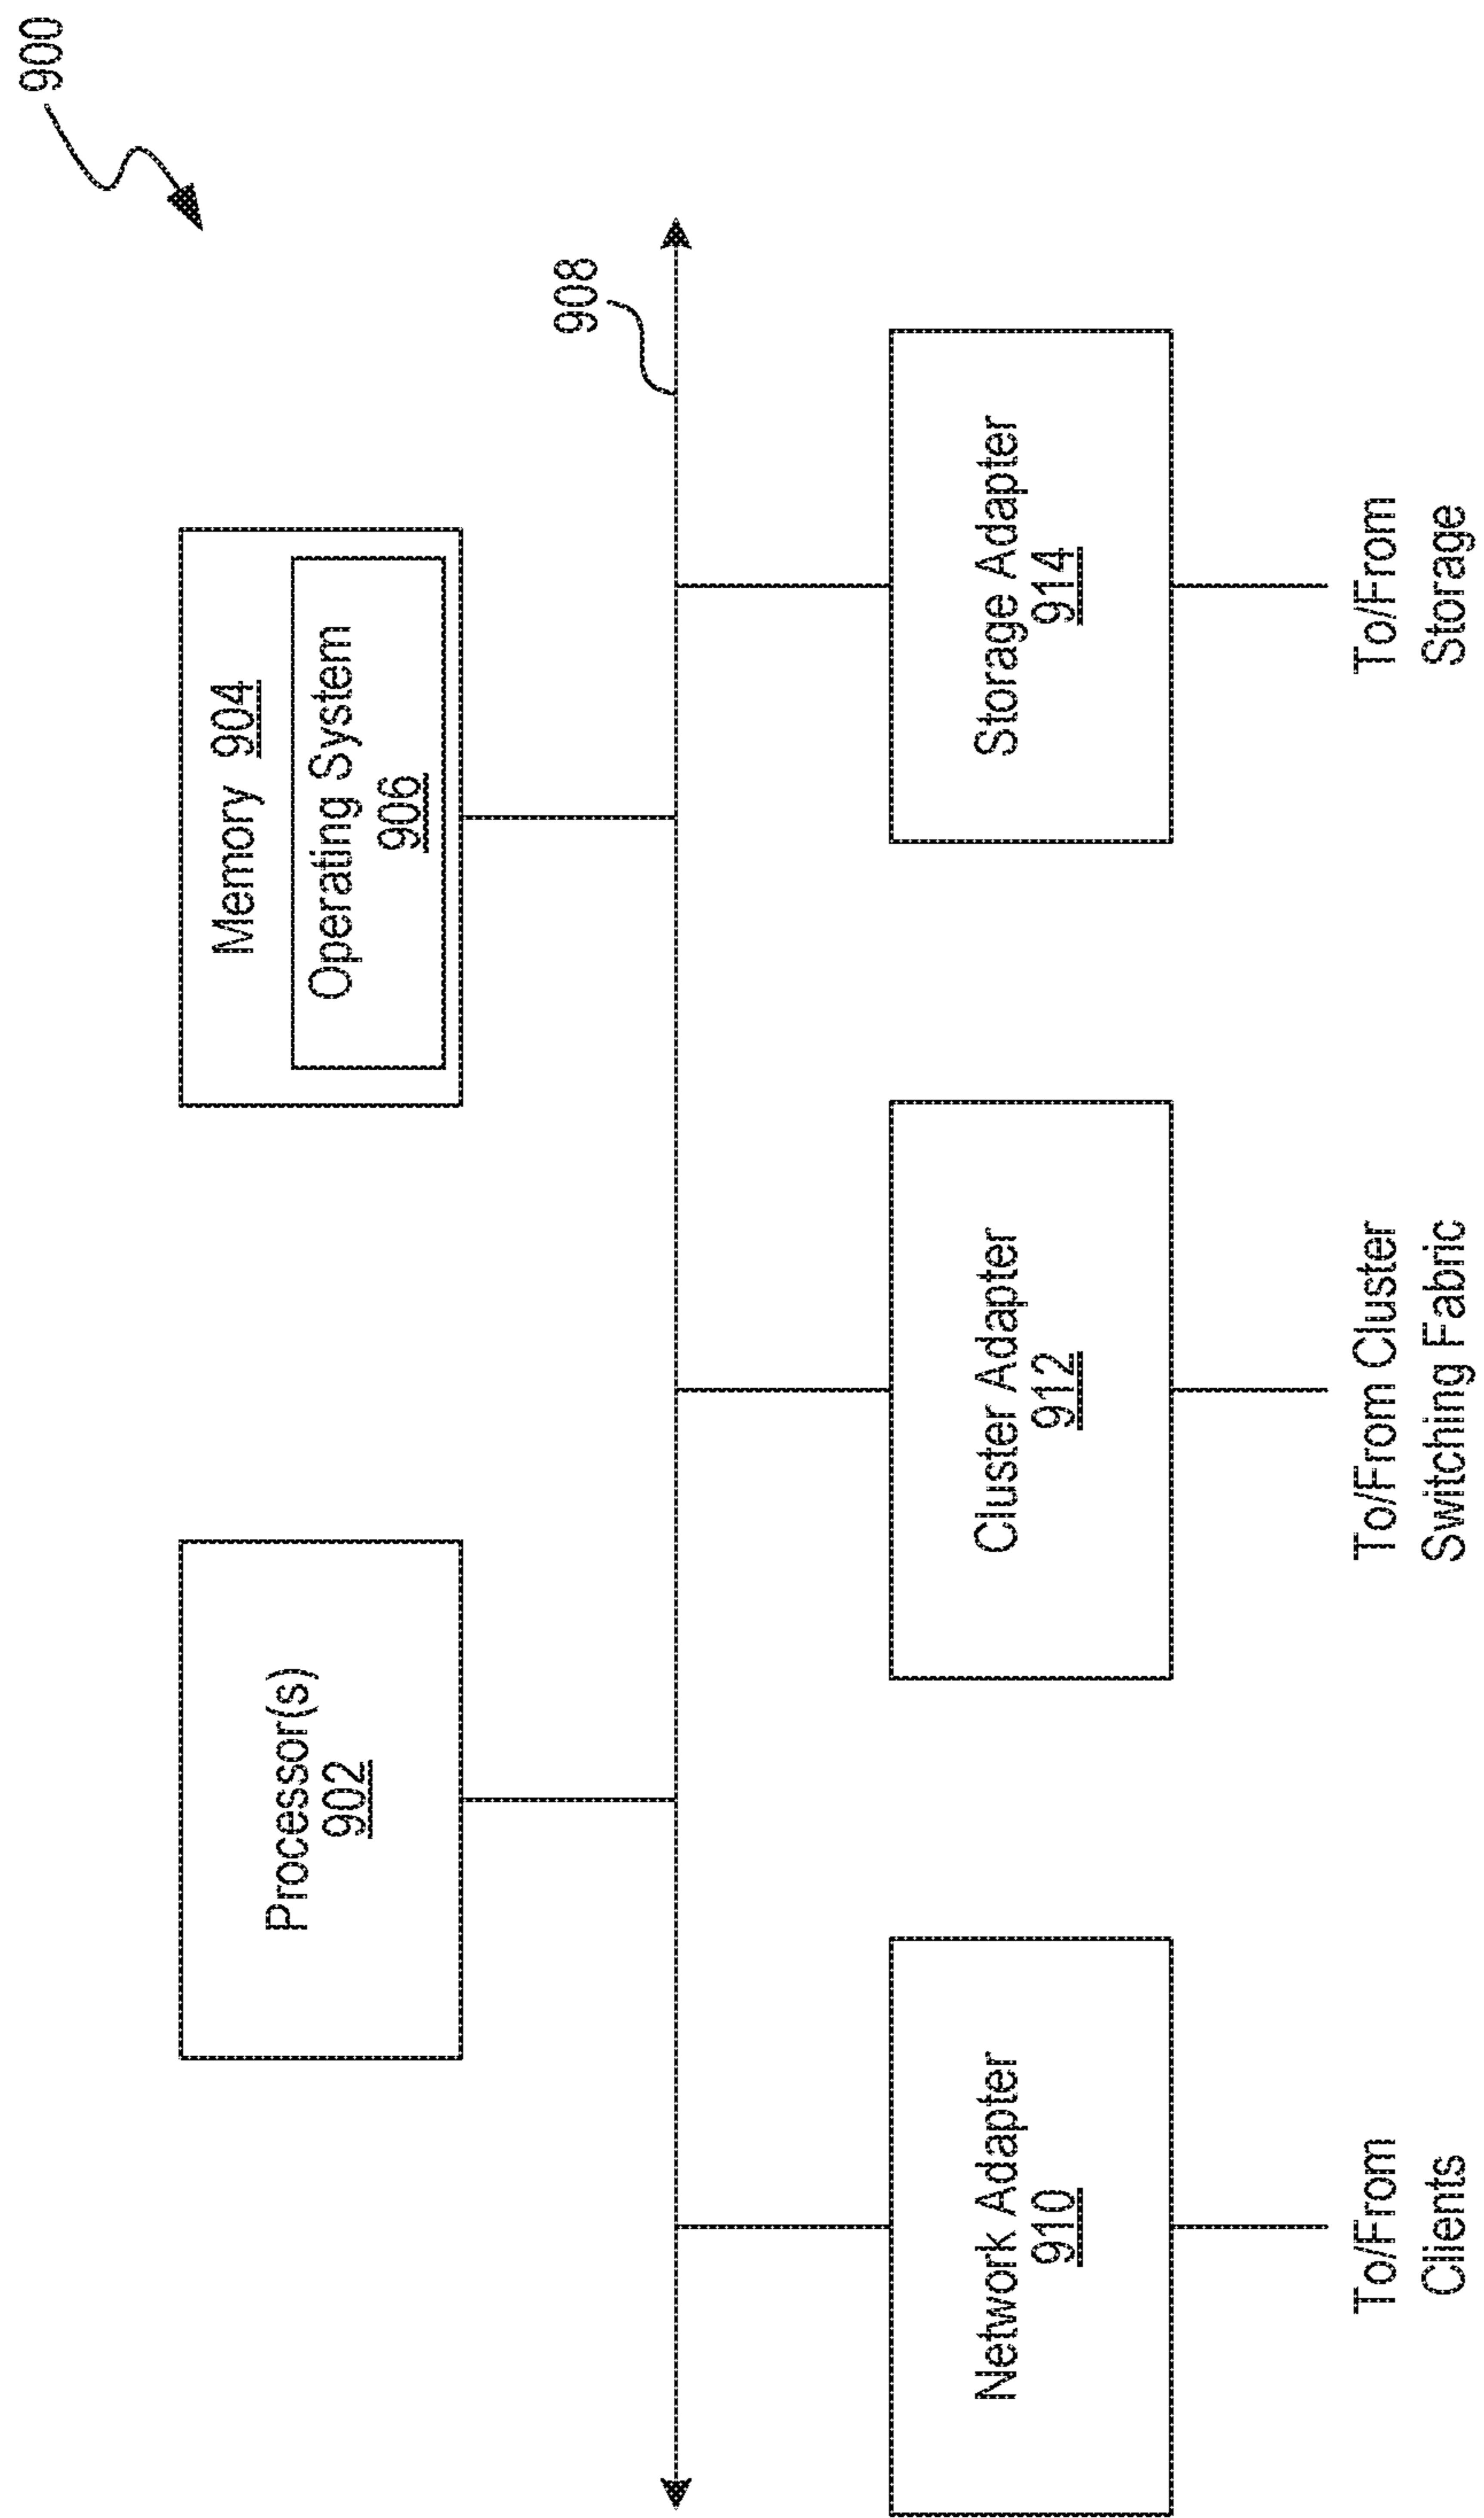 900
Processor(s)
902
Memory 904
Operating System
906
908
Network Adapter
910
Cluster Adapter
912
Storage Adapter
914
To/From
Clients
To/From Cluster
Switching Fabric
To/From
Storage